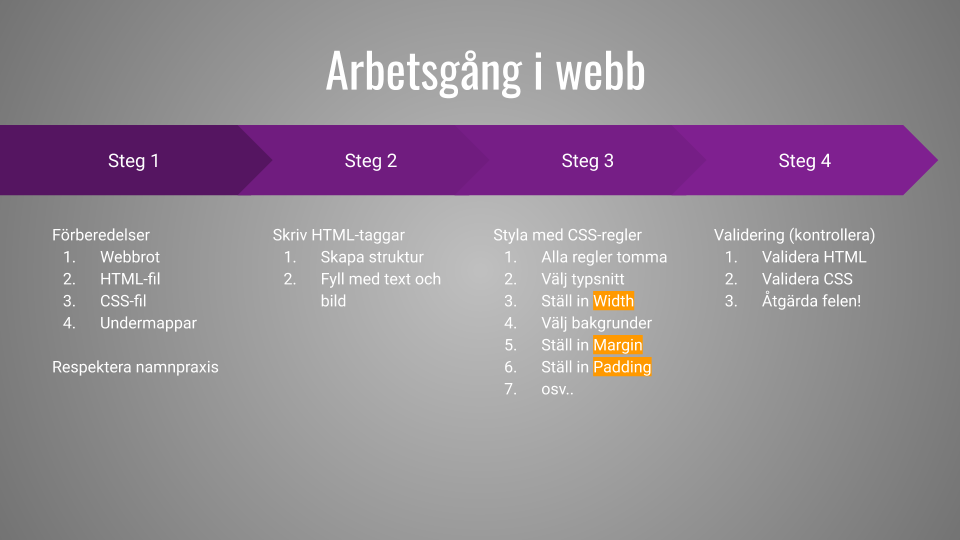 Arbetsgång i webb
Steg 1
Steg 2
Steg 3
Steg 4
Förberedelser
1. Webbrot
2. HTML-fil
3. CSS-fil
4. Undermappar
Respektera namnpraxis
Skriv HTML-taggar
1. Skapa struktur
2. Fyll med text och
bild
Styla med CSS-regler
1. Alla regler tomma
2. Välj typsnitt
3. Ställ in Width
4. Välj bakgrunder
5. Ställ in Margin
6. Ställ in Padding
7. osv..
Validering (kontrollera)
1. Validera HTML
2. Validera CSS
3. Åtgärda felen!